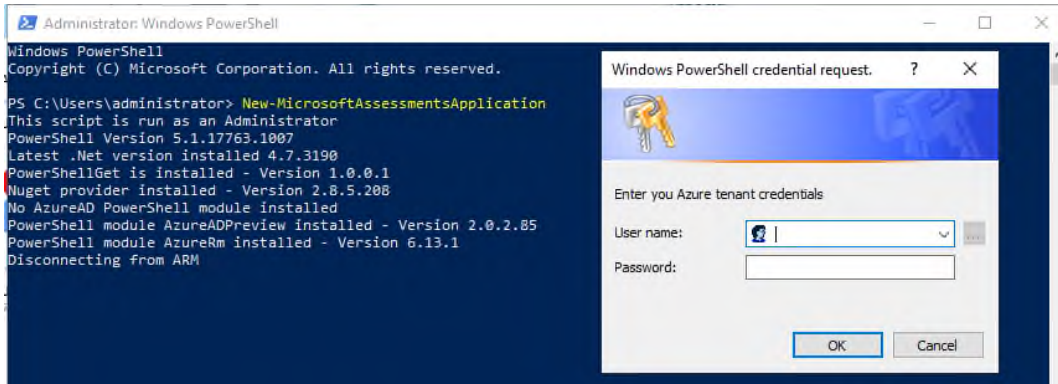 Administrator: Windows PowerShell
Windows PowerShell
Copyright (C) Microsoft Corporation. All rights reserved.
PS C:\Users\administrator> New-MicrosoftAssessmentsApplication
This script is run as an Administrator
PowerShell Version 5.1.17763.1007
Latest .Net version installed 4.7.3190
PowerShellGet is installed - Version 1.0.0.1
Nuget provider installed - Version 2.8.5.208
No AzureAD PowerShell module installed
PowerShell module AzureADPreview installed - Version 2.0.2.85
PowerShell module AzureRm installed - Version 6.13.1
Disconnecting from ARM
Windows PowerShell credential request.
Enter you Azure tenant credentials
User name:
Password:
OK
Cancel